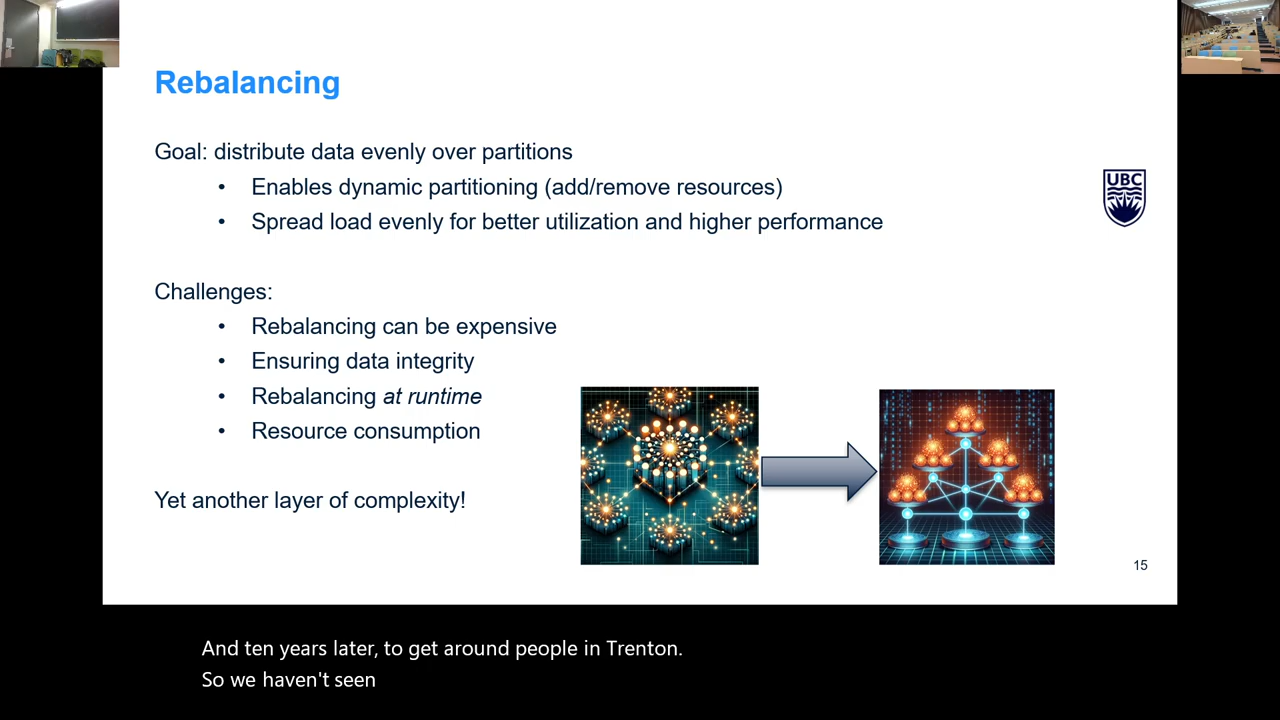 Rebalancing
Goal: distribute data evenly over partitions
• Enables dynamic partitioning (add/remove resources)
• Spread load evenly for better utilization and higher performance
UBC
Challenges:
• Rebalancing can be expensive
• Ensuring data integrity
• Rebalancing at runtime
• Resource consumption
Yet another layer of complexity!
15
And ten years later, to get around people in Trenton.
So we haven't seen